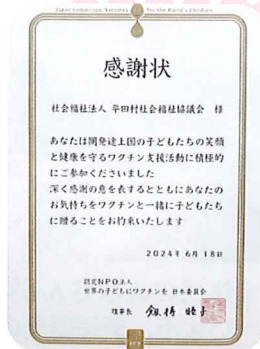 Japan Committee, Vaccines for the World's Children
感謝状
社会福祉法人 平田村社会福祉協議会 様
あなたは開発途上国の子どもたちの笑顔
と健康を守るワクチン支援活動に積極的
にご参加くださいました
深く感謝の意を表するとともにあなたの
お気持ちをワクチンと一緒に子どもたち
に贈ることをお約束いたします
2024年6月18日
認定NPO法人
世界の子どもにワクチンを 日本委員会
理事長
JCV